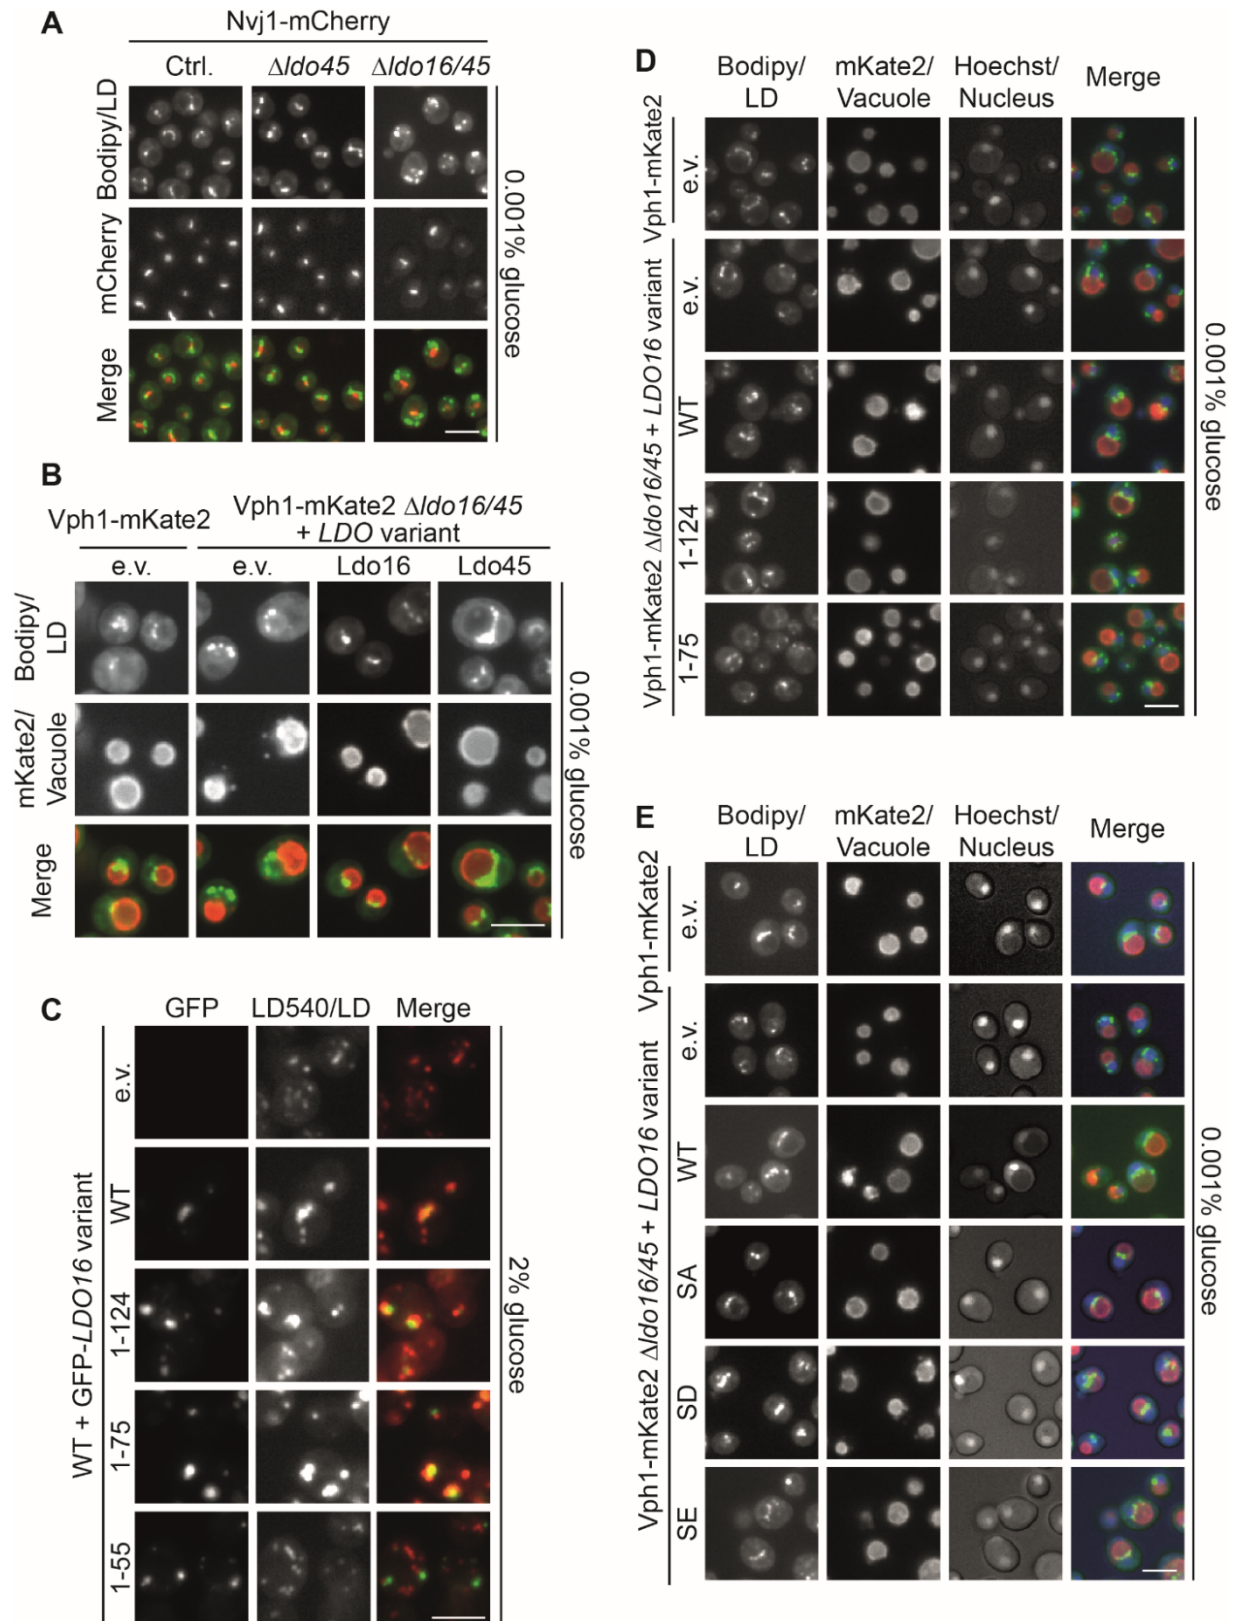 A
Nvj1-mCherry
Ctrl.
Δldo45
Δldo16/45
Bodipy/LD
mCherry
Merge
0.001% glucose
B
Vph1-mKate2
Vph1-mKate2 Δldo16/45
+ LDO variant
e.v.
e.v.
Ldo16
Ldo45
Bodipy/
LD
mKate2/
Vacuole
Merge
0.001% glucose
C
GFP
LD540/LD
Merge
WT + GFP-LDO16 variant
e.v.
WT
1-124
1-75
1-55
2% glucose
D
Bodipy/
LD
mKate2/
Vacuole
Hoechst/
Nucleus
Merge
Vph1-mKate2
e.v.
Vph1-mKate2 Δldo16/45 + LDO16 variant
e.v.
WT
1-124
1-75
0.001% glucose
E
Bodipy/
LD
mKate2/
Vacuole
Hoechst/
Nucleus
Merge
Vph1-mKate2
e.v.
Vph1-mKate2 Δldo16/45 + LDO16 variant
e.v.
WT
SA
SD
SE
0.001% glucose